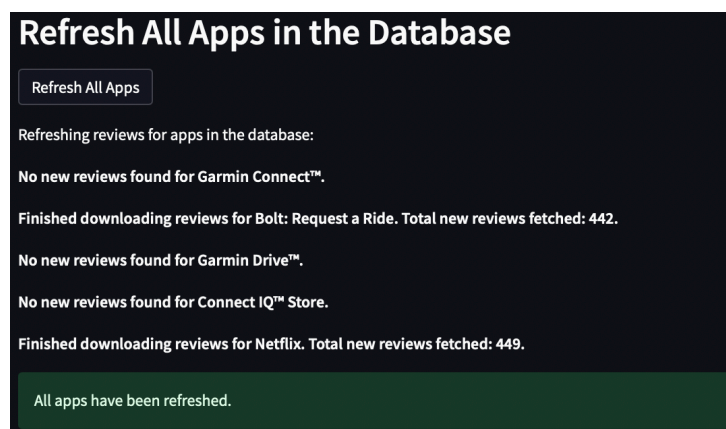 Refresh All Apps in the Database
Refresh All Apps
Refreshing reviews for apps in the database:
No new reviews found for Garmin Connect™.
Finished downloading reviews for Bolt: Request a Ride. Total new reviews fetched: 442.
No new reviews found for Garmin Drive™.
No new reviews found for Connect IQ™ Store.
Finished downloading reviews for Netflix. Total new reviews fetched: 449.
All apps have been refreshed.